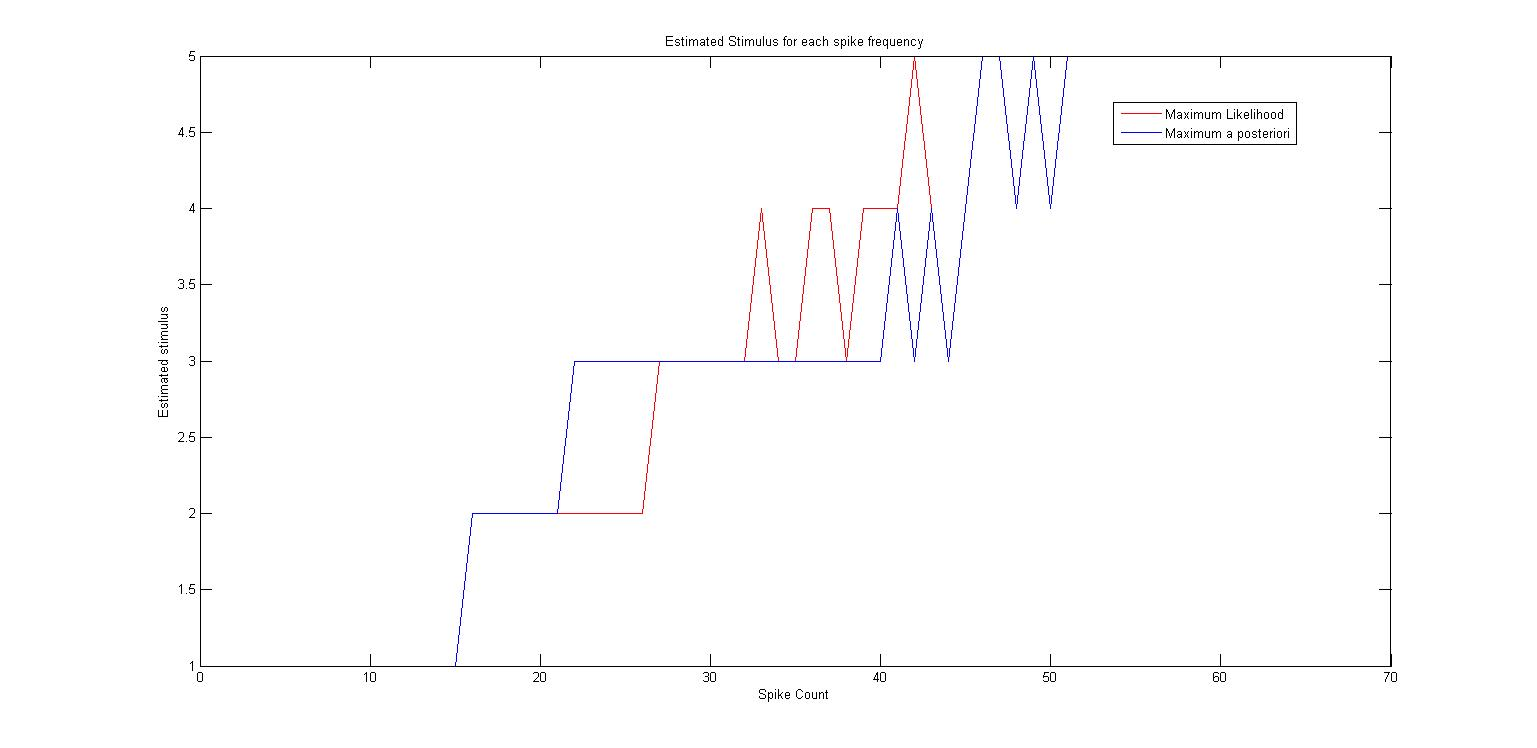 Estimated Stimulus for each spike frequency
5
4.5
4
3.5
3
2.5
2
1.5
1
Estimated stimulus
Maximum Likelihood
Maximum a posteriori
0 10 20 30 40 50 60 70
Spike Count